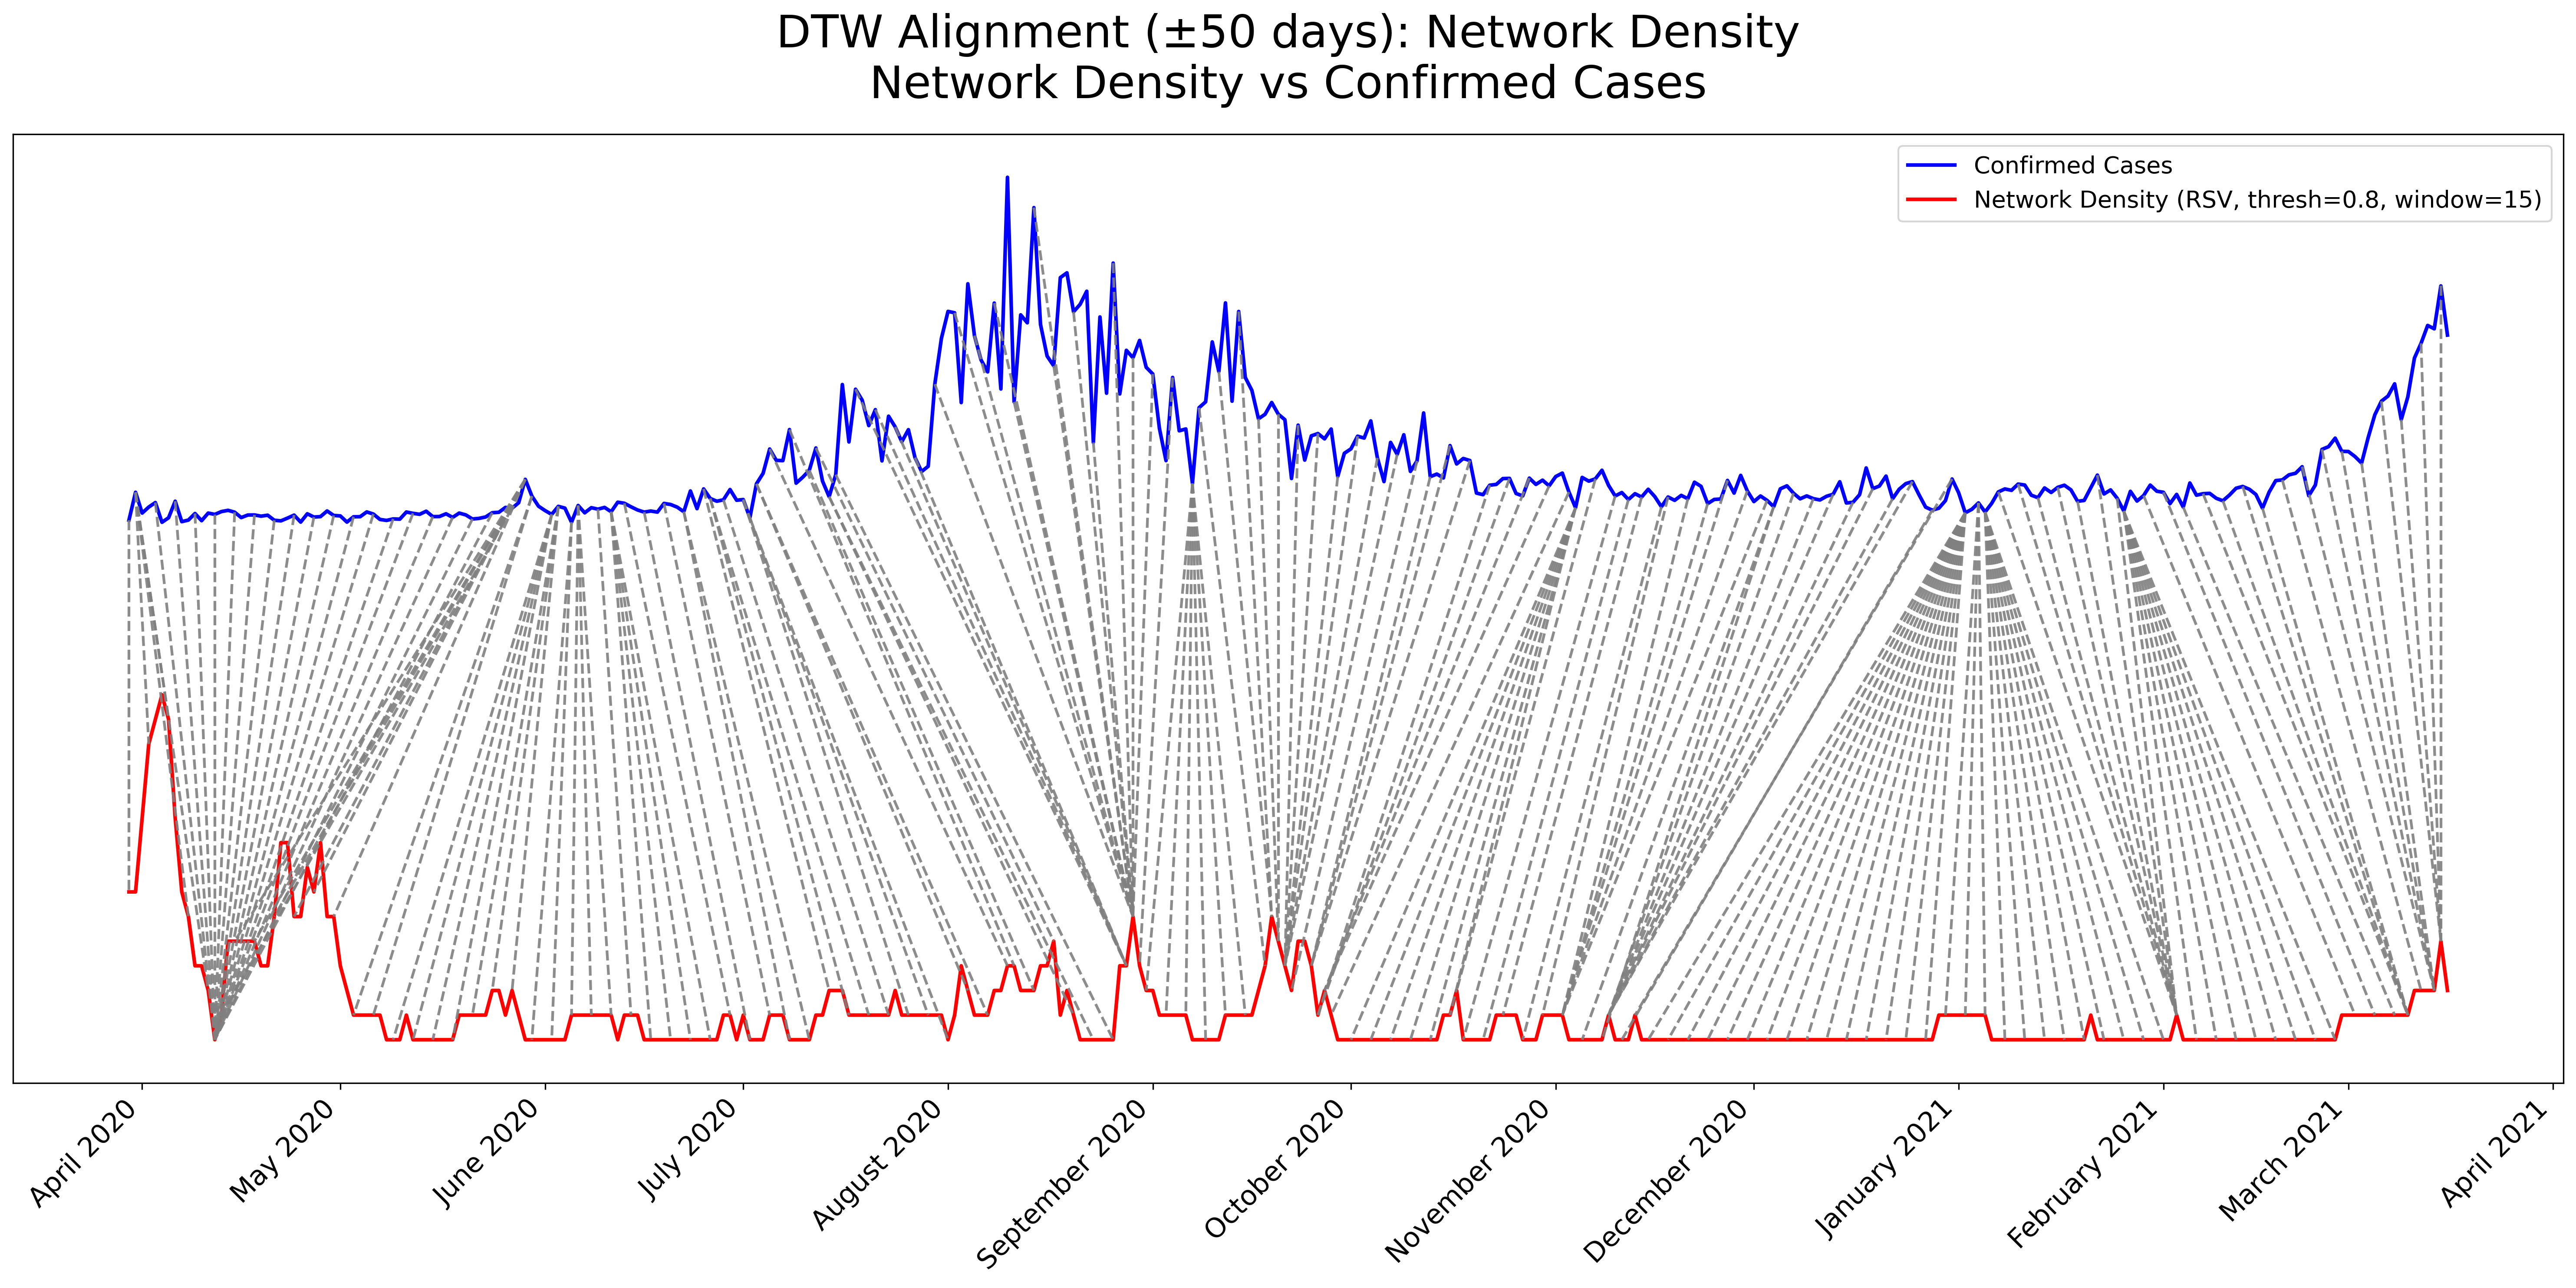 DTW Alignment (±50 days): Network Density
Network Density vs Confirmed Cases
Confirmed Cases
Network Density (RSV, thresh=0.8, window=15)
April 2020
May 2020
June 2020
July 2020
August 2020
September 2020
October 2020
November 2020
December 2020
January 2021
February 2021
March 2021
April 2021